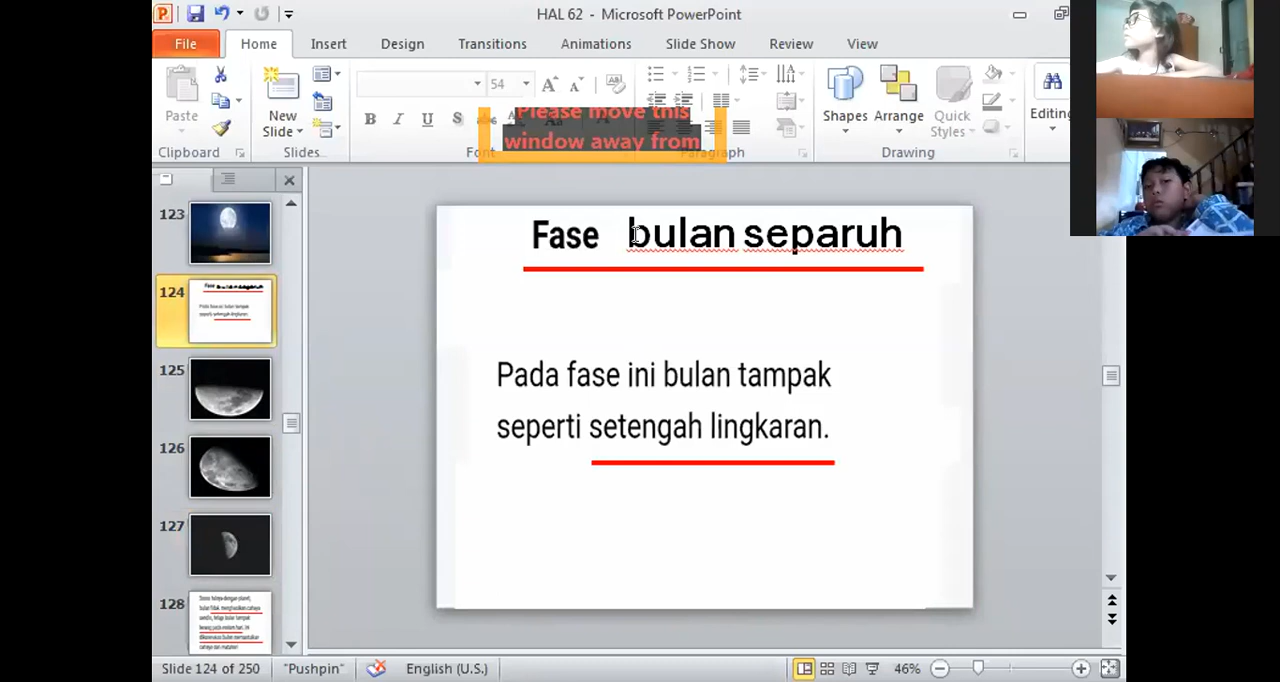 HAL 62 - Microsoft PowerPoint
File Home Insert Design Transitions Animations Slide Show Review View
54
Paste
New Slide
B I U S
Shapes Arrange Quick Styles
Editing
Please move this
window away from
Clipboard Slides Font Paragraph Drawing
123
124
125
126
127
128
Fase bulan separuh
Pada fase ini bulan tampak
seperti setengah lingkaran.
Slide 124 of 250 "Pushpin" English (U.S.) 46%